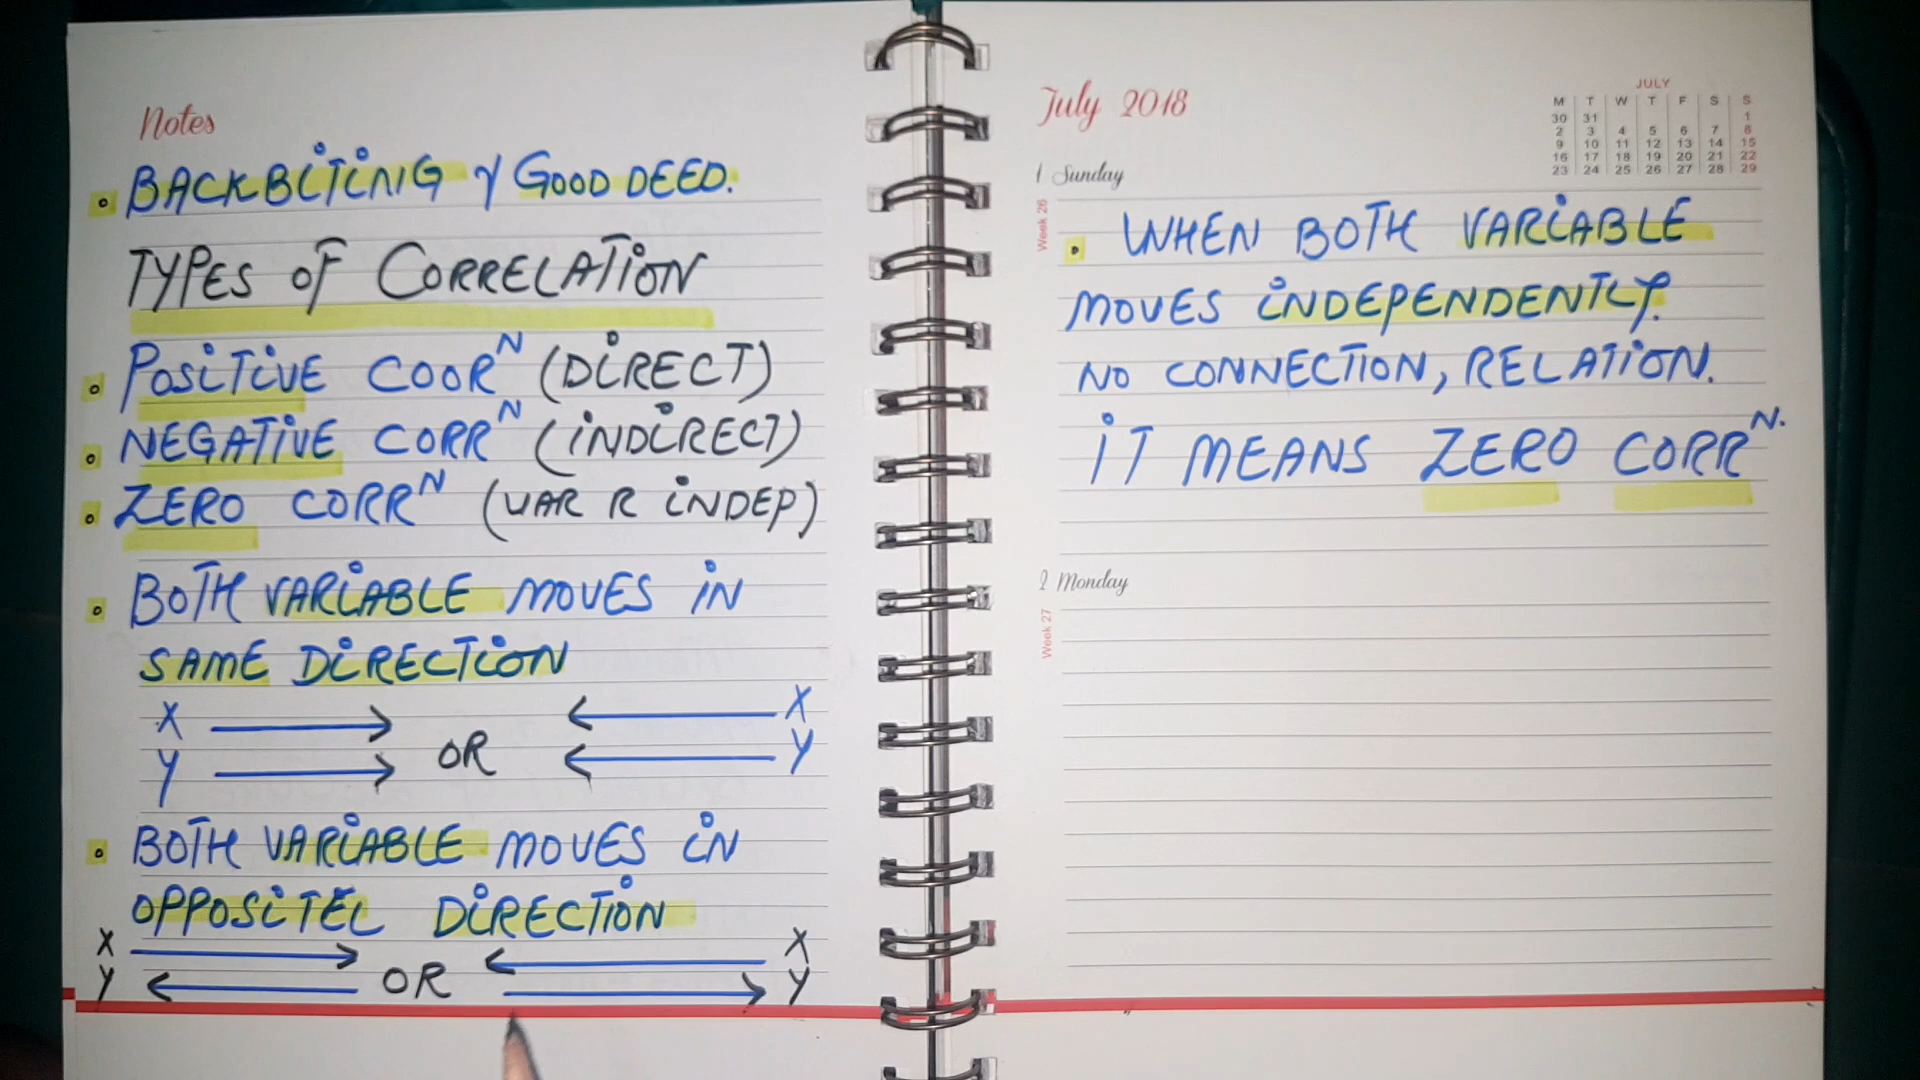 Notes
• BACKBITING & GOOD DEED.
TYPES OF CORRELATION
• POSITIVE COORᴺ (DIRECT)
• NEGATIVE CORRᴺ (INDIRECT)
• ZERO CORRᴺ (VAR R INDEP)
• BOTH VARIABLE MOVES IN
SAME DIRECTION
X → OR ← X
Y → ← Y
• BOTH VARIABLE MOVES IN
OPPOSITEL DIRECTION
X → OR ← X
Y ← → Y
July 2018
JULY
M T W T F S S
30 31 1
2 3 4 5 6 7 8
9 10 11 12 13 14 15
16 17 18 19 20 21 22
23 24 25 26 27 28 29
1 Sunday
Week 26
• WHEN BOTH VARIABLE
MOVES INDEPENDENTLY.
NO CONNECTION, RELATION.
IT MEANS ZERO CORRᴺ.
2 Monday
Week 27